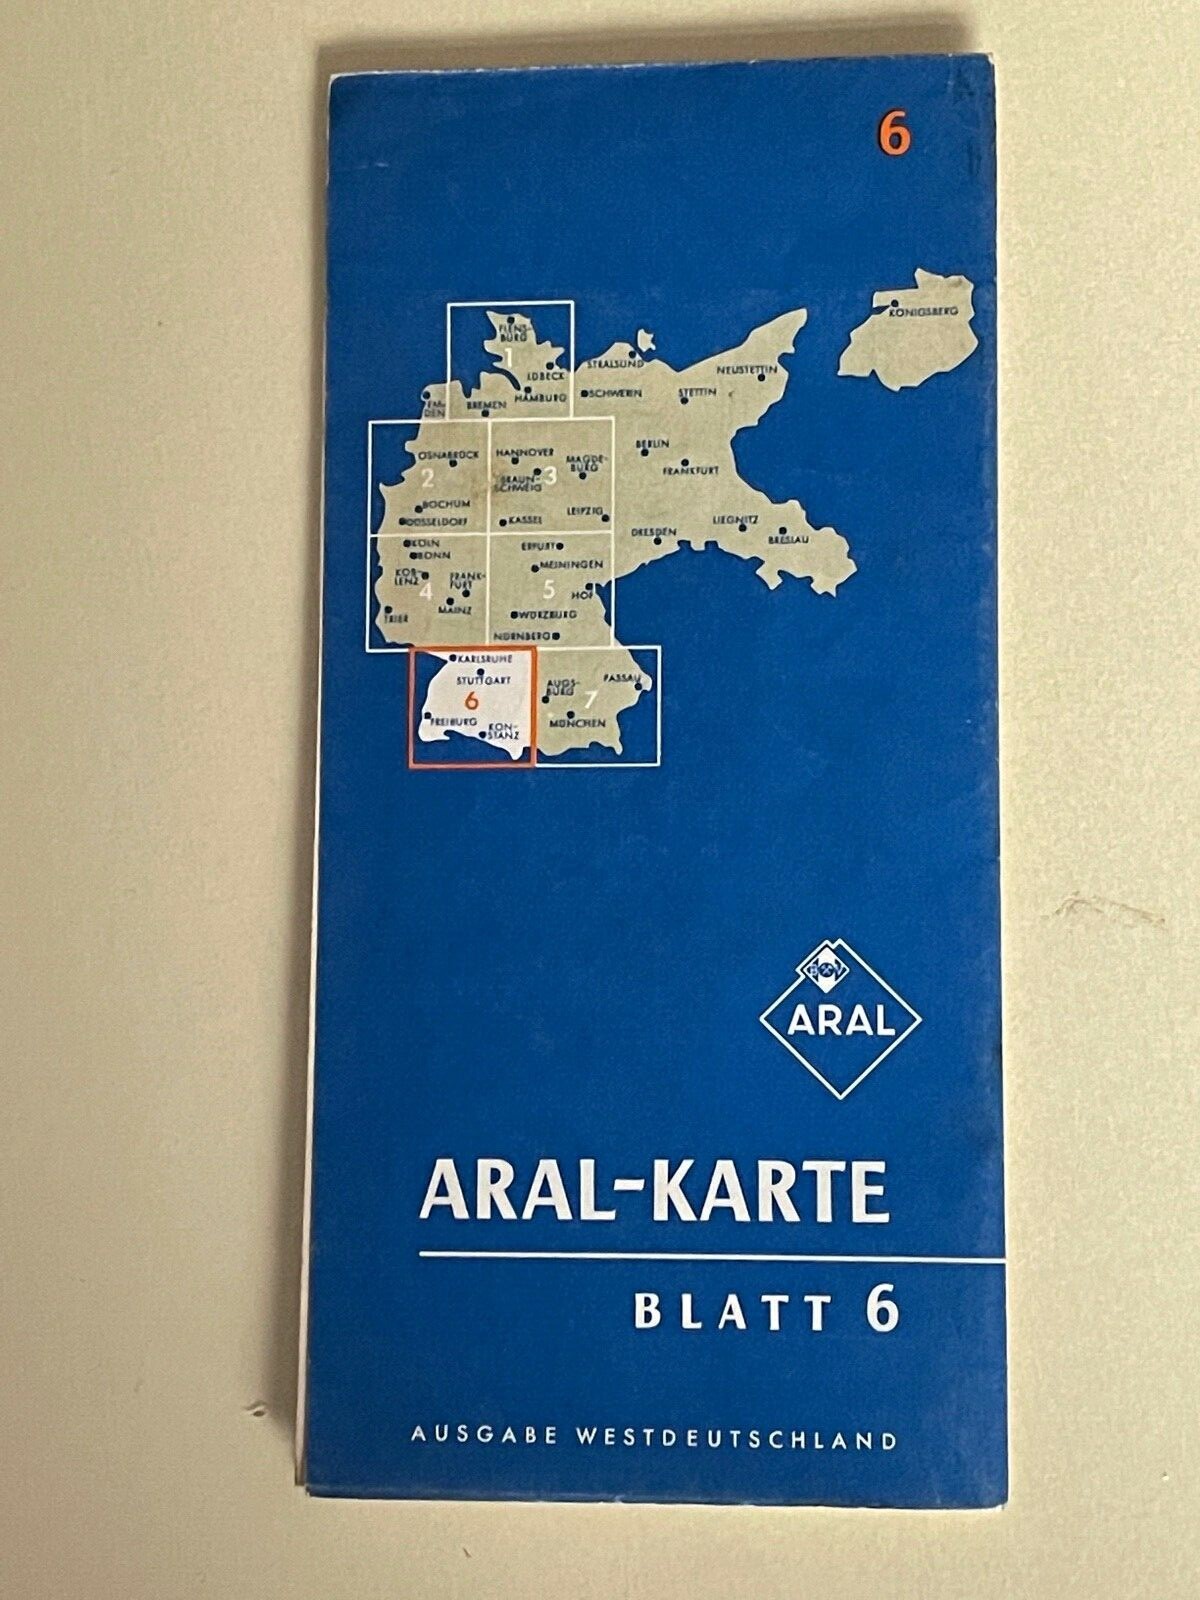 6
KÖNIGSBERG
FLENS-
BURG
1
LÜBECK
HAMBURG
STRALSUND
NEUSTETTIN
SCHWERIN
STETTIN
EM-
DEN
BREMEN
OSNABRÜCK
HANNOVER
MAGDE-
BURG
BERLIN
FRANKFURT
2
BRAUN-
SCHWEIG
3
BOCHUM
DÜSSELDORF
KASSEL
LEIPZIG
DRESDEN
LIEGNITZ
BRESLAU
KÖLN
BONN
ERFURT
MEININGEN
KOB-
LENZ
FRANK-
FURT
4
MAINZ
TRIER
5
HOF
WÜRZBURG
NÜRNBERG
KARLSRUHE
STUTTGART
6
FREIBURG
KON-
STANZ
AUGS-
BURG
PASSAU
7
MÜNCHEN
BV
ARAL
ARAL-KARTE
BLATT 6
AUSGABE WESTDEUTSCHLAND